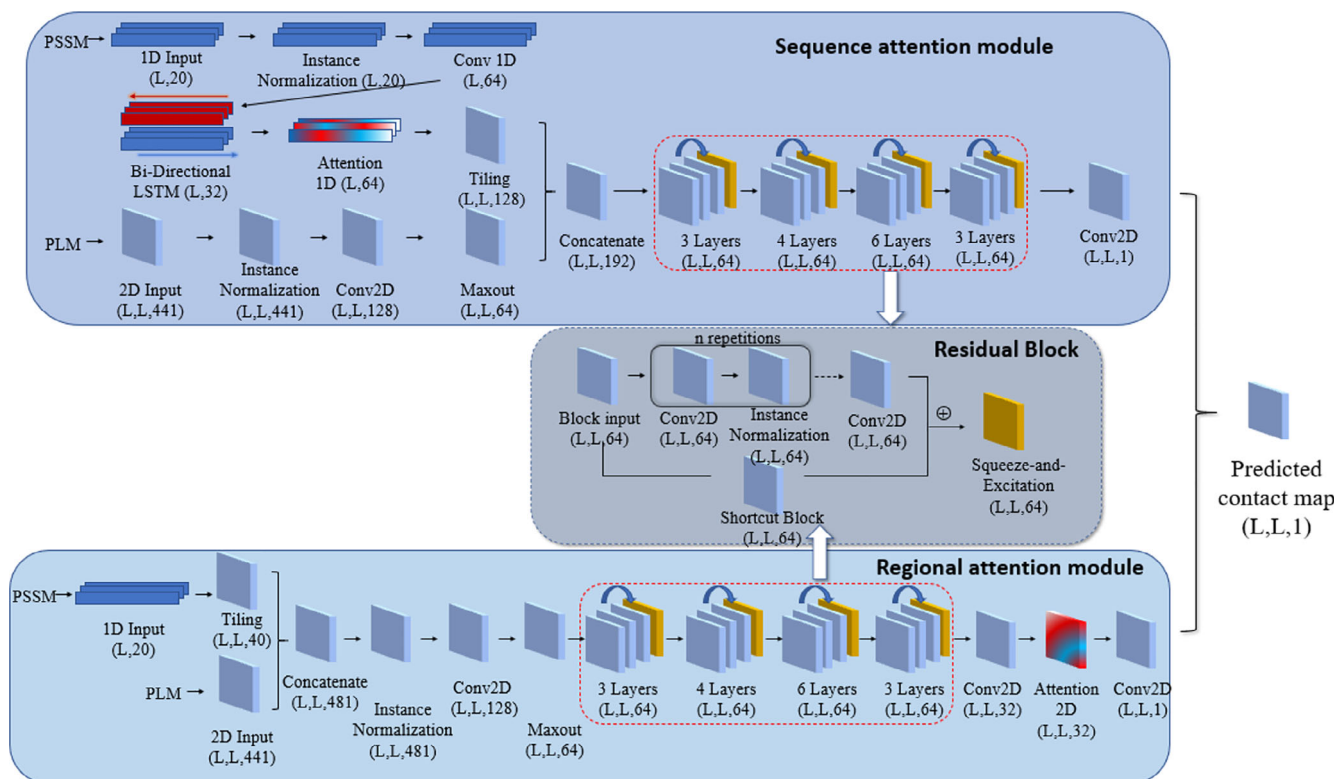 Sequence attention module
PSSM
1D Input
(L,20)
Instance
Normalization (L,20)
Conv 1D
(L,64)
Bi-Directional
LSTM (L,32)
Attention
1D (L,64)
Tiling
(L,L,128)
PLM
2D Input
(L,L,441)
Instance
Normalization
(L,L,441)
Conv2D
(L,L,128)
Maxout
(L,L,64)
Concatenate
(L,L,192)
3 Layers
(L,L,64)
4 Layers
(L,L,64)
6 Layers
(L,L,64)
3 Layers
(L,L,64)
Conv2D
(L,L,1)
Residual Block
n repetitions
Block input
(L,L,64)
Conv2D
(L,L,64)
Instance
Normalization
(L,L,64)
Conv2D
(L,L,64)
⊕
Squeeze-and-
Excitation
(L,L,64)
Shortcut Block
(L,L,64)
Predicted
contact map
(L,L,1)
Regional attention module
PSSM
1D Input
(L,20)
Tiling
(L,L,40)
PLM
2D Input
(L,L,441)
Concatenate
(L,L,481)
Instance
Normalization
(L,L,481)
Conv2D
(L,L,128)
Maxout
(L,L,64)
3 Layers
(L,L,64)
4 Layers
(L,L,64)
6 Layers
(L,L,64)
3 Layers
(L,L,64)
Conv2D
(L,L,32)
Attention
2D
(L,L,32)
Conv2D
(L,L,1)